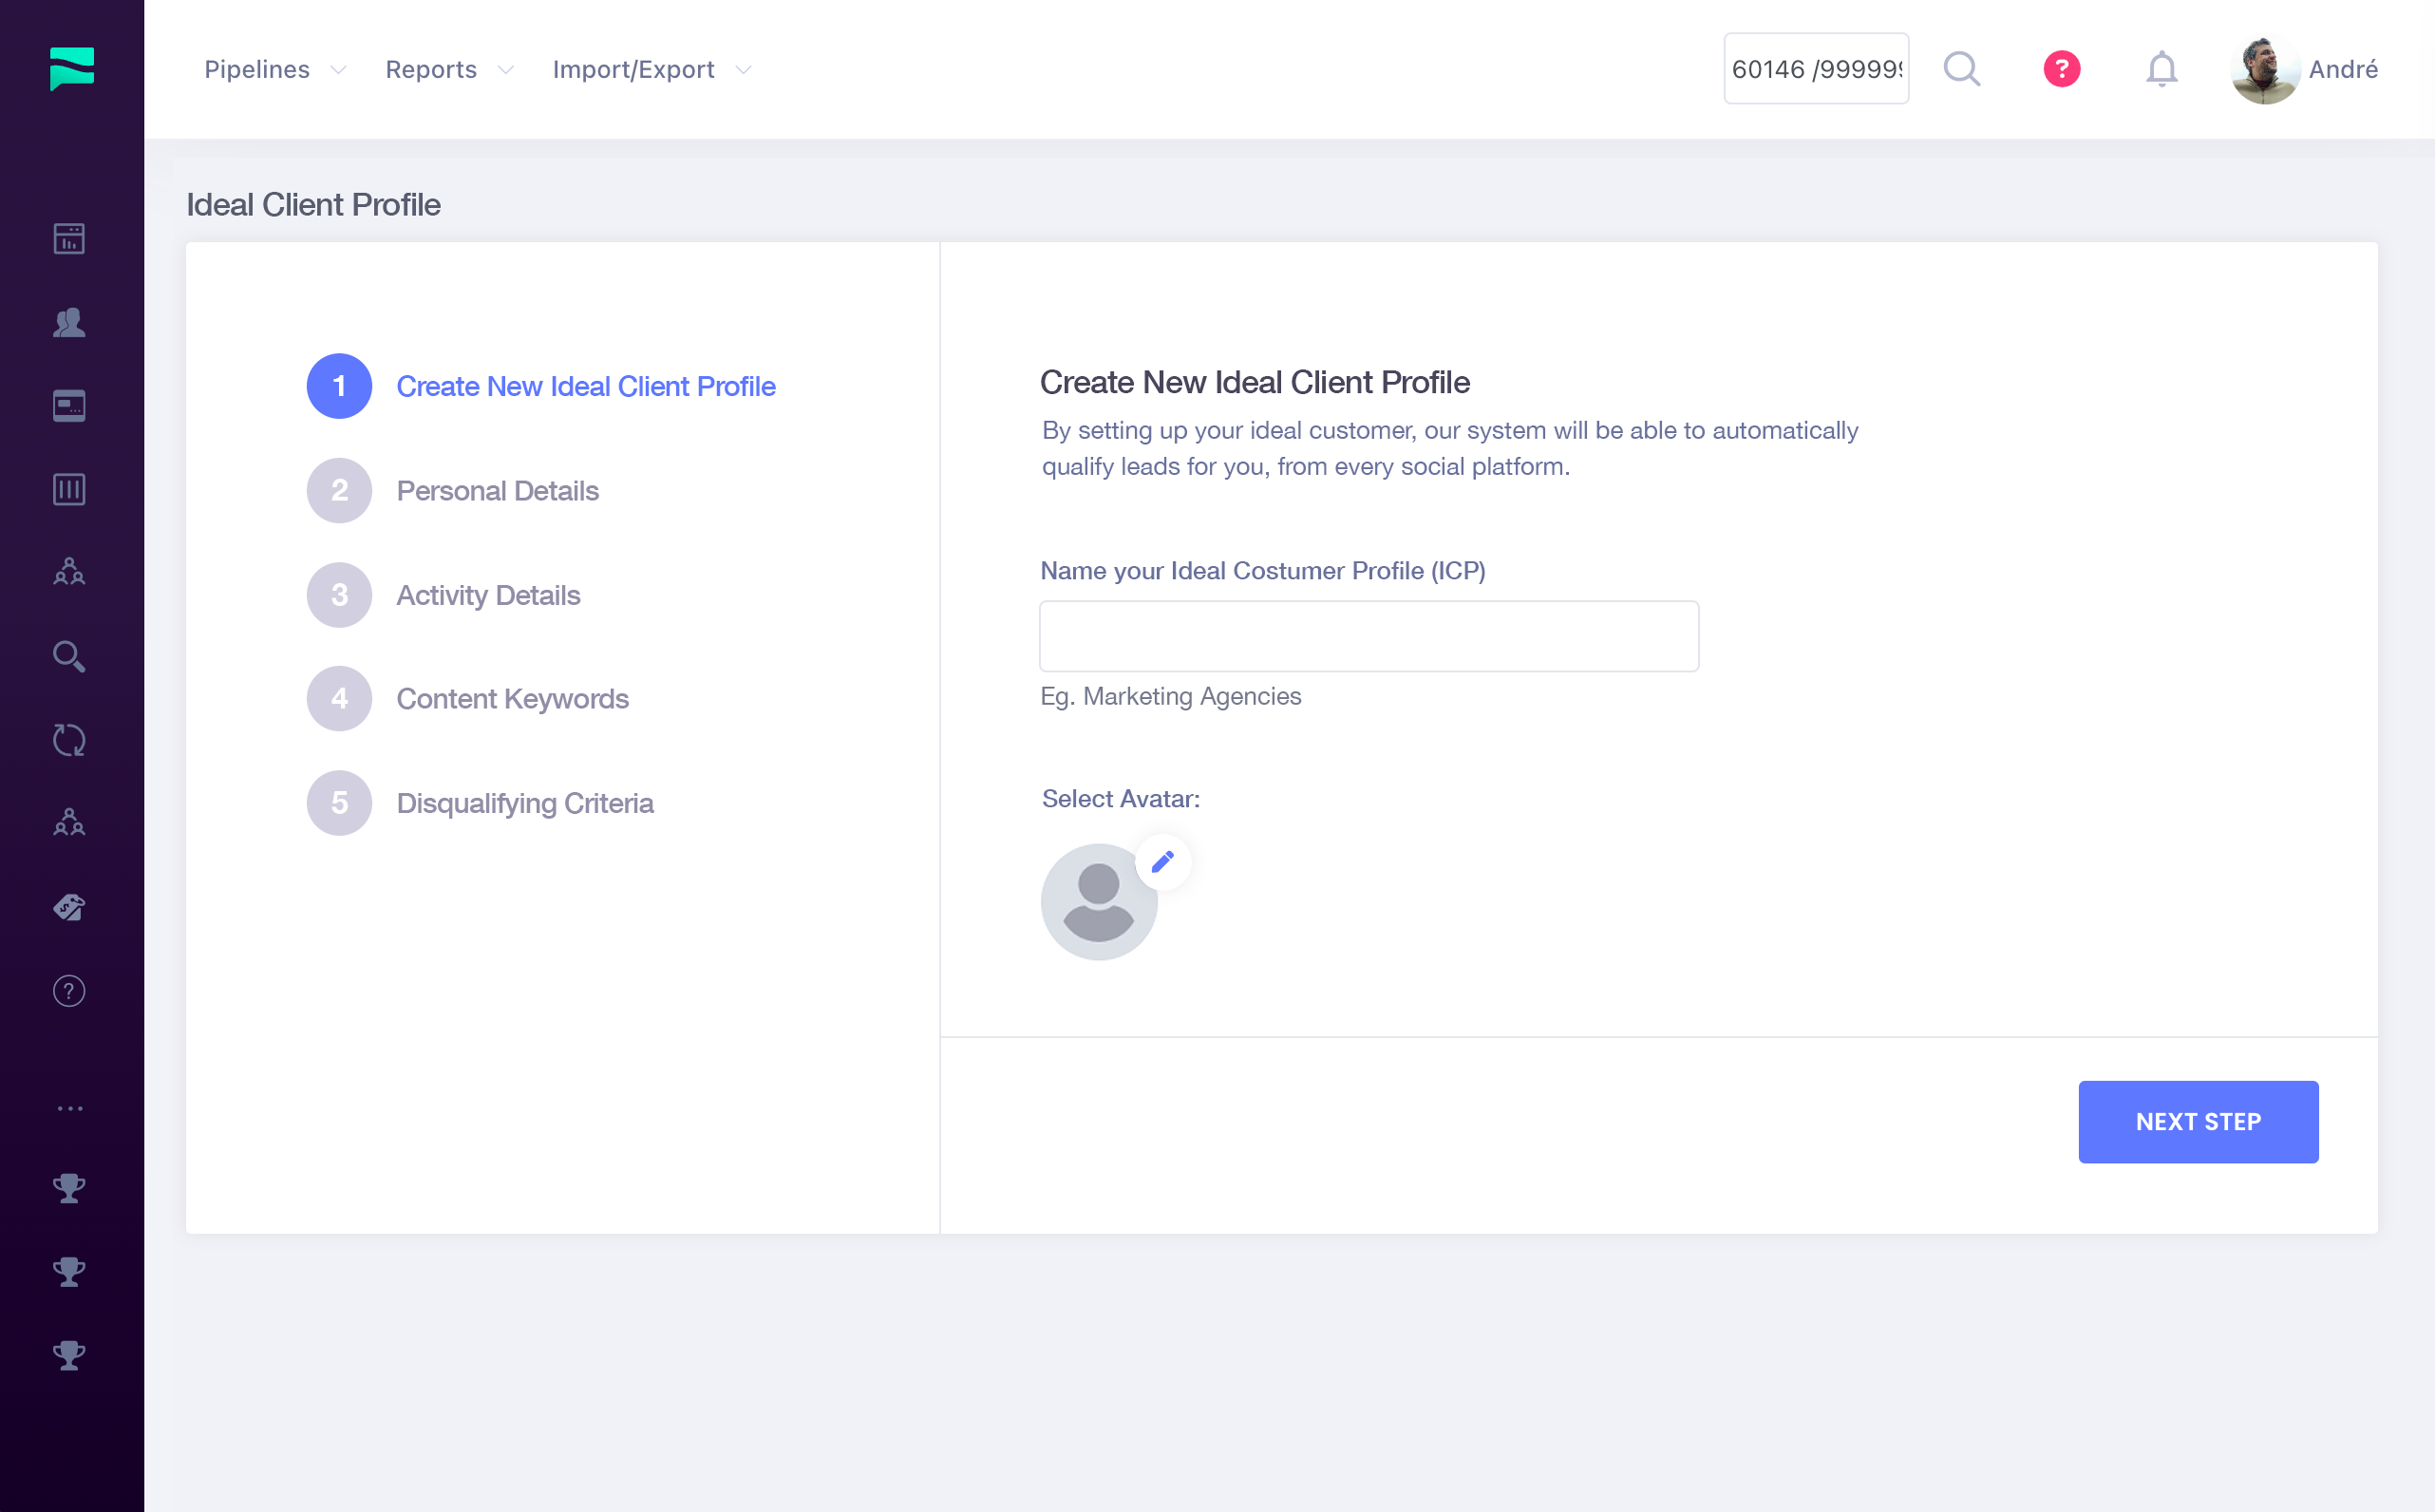 Pipelines Reports Import/Export 60146 /99999 ? André
Ideal Client Profile
1 Create New Ideal Client Profile
2 Personal Details
3 Activity Details
4 Content Keywords
5 Disqualifying Criteria
Create New Ideal Client Profile
By setting up your ideal customer, our system will be able to automatically
qualify leads for you, from every social platform.
Name your Ideal Costumer Profile (ICP)
Eg. Marketing Agencies
Select Avatar:
NEXT STEP